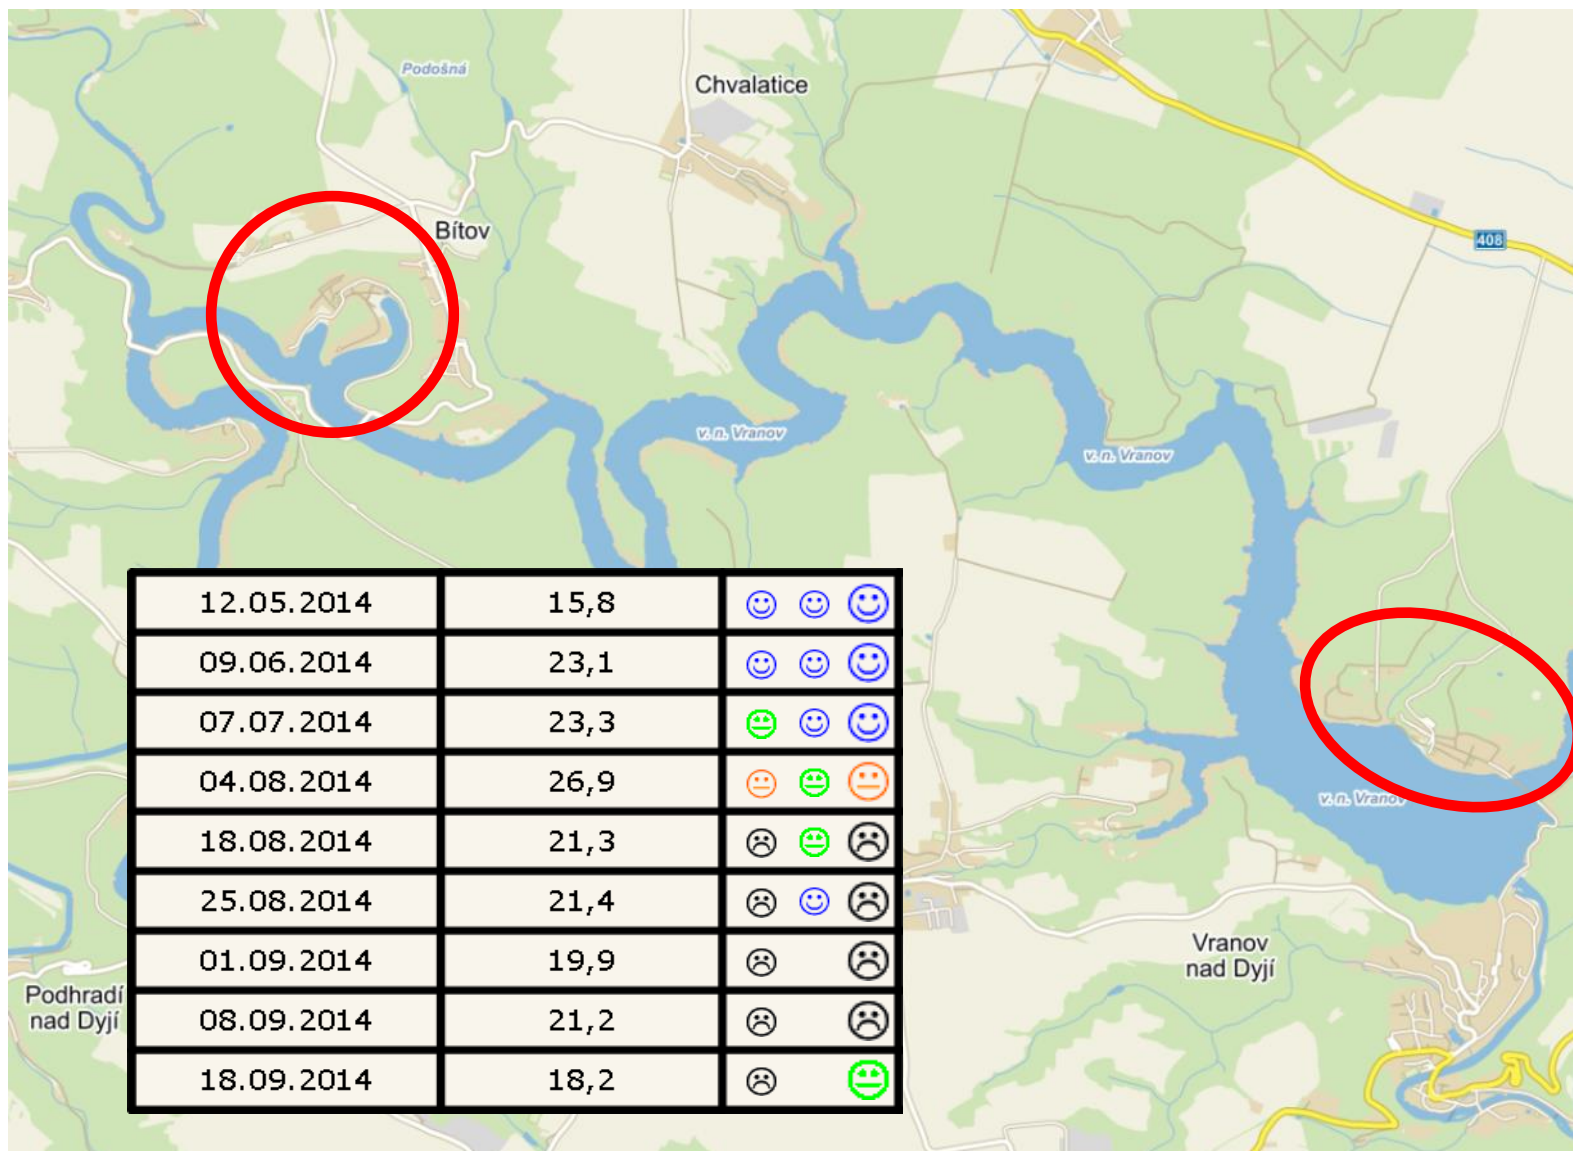 Podošná
Chvalatice
Bítov
408
v. n. Vranov
v. n. Vranov
12.05.2014 15,8
09.06.2014 23,1
07.07.2014 23,3
04.08.2014 26,9
v. n. Vranov
18.08.2014 21,3
25.08.2014 21,4
01.09.2014 19,9
Vranov
nad Dyjí
Podhradí
nad Dyjí
08.09.2014 21,2
18.09.2014 18,2